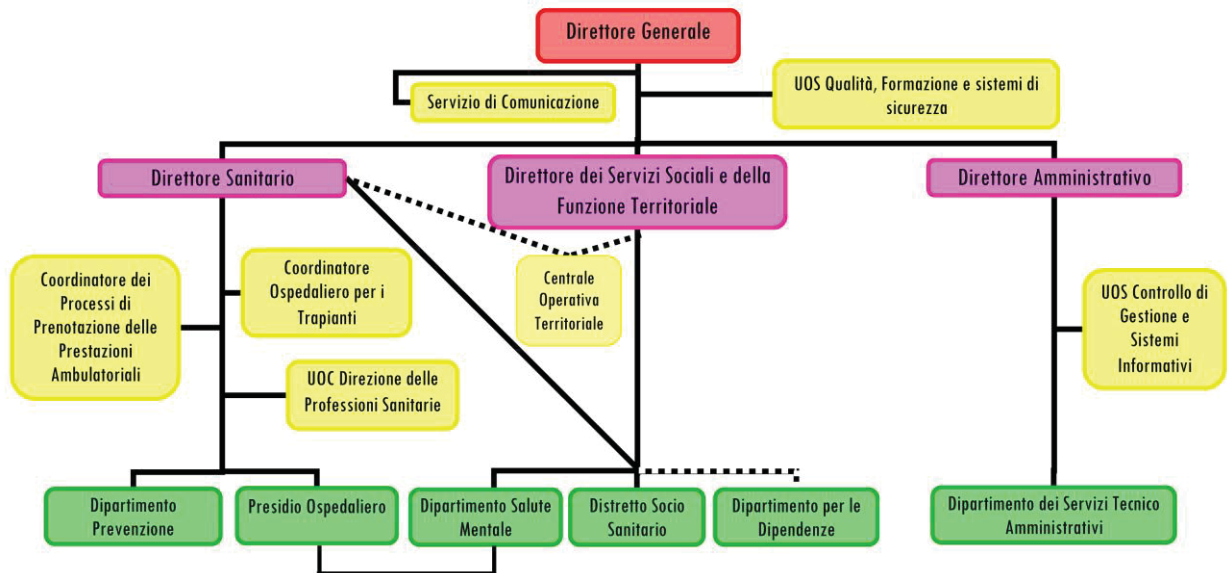 Direttore Generale
Servizio di Comunicazione
UOS Qualità, Formazione e sistemi di
sicurezza
Direttore Sanitario
Direttore dei Servizi Sociali e della
Funzione Territoriale
Direttore Amministrativo
Coordinatore dei
Processi di
Prenotazione delle
Prestazioni
Ambulatoriali
Coordinatore
Ospedaliero per i
Trapianti
Centrale
Operativa
Territoriale
UOS Controllo di
Gestione e
Sistemi
Informativi
UOC Direzione delle
Professioni Sanitarie
Dipartimento
Prevenzione
Presidio Ospedaliero
Dipartimento Salute
Mentale
Distretto Socio
Sanitario
Dipartimento per le
Dipendenze
Dipartimento dei Servizi Tecnico
Amministrativi